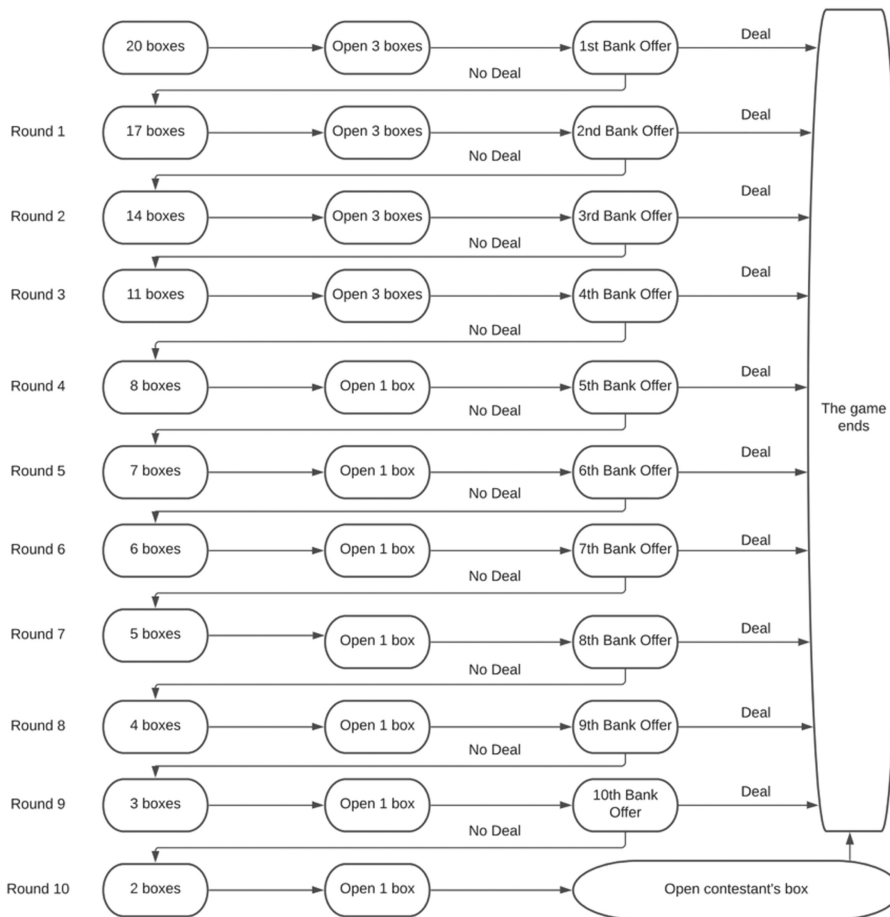 20 boxes Open 3 boxes 1st Bank Offer Deal
No Deal
Round 1 17 boxes Open 3 boxes 2nd Bank Offer Deal
No Deal
Round 2 14 boxes Open 3 boxes 3rd Bank Offer Deal
No Deal
Round 3 11 boxes Open 3 boxes 4th Bank Offer Deal
No Deal
Round 4 8 boxes Open 1 box 5th Bank Offer Deal
No Deal
The game
ends
Round 5 7 boxes Open 1 box 6th Bank Offer Deal
No Deal
Round 6 6 boxes Open 1 box 7th Bank Offer Deal
No Deal
Round 7 5 boxes Open 1 box 8th Bank Offer Deal
No Deal
Round 8 4 boxes Open 1 box 9th Bank Offer Deal
No Deal
Round 9 3 boxes Open 1 box 10th Bank
Offer Deal
No Deal
Round 10 2 boxes Open 1 box Open contestant's box